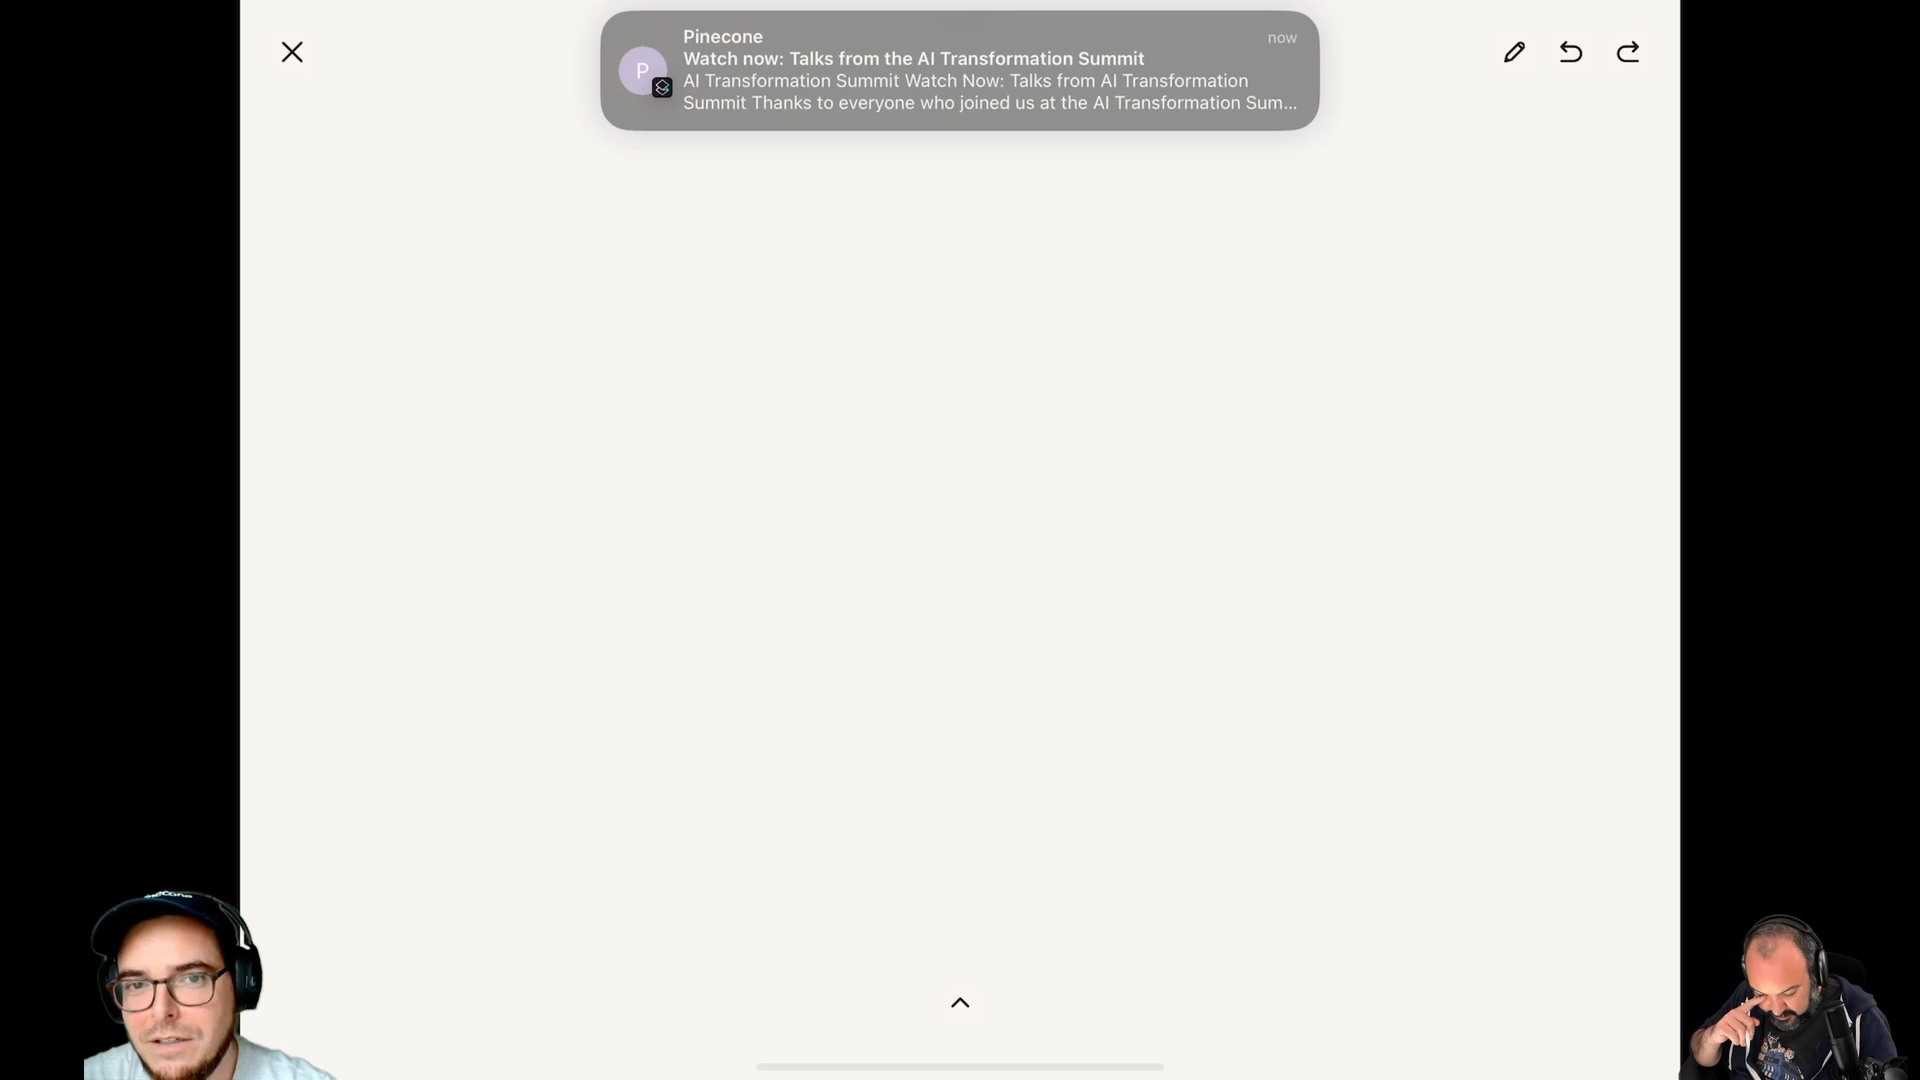 Pinecone
now
Watch now: Talks from the AI Transformation Summit
P
AI Transformation Summit Watch Now: Talks from AI Transformation
Summit Thanks to everyone who joined us at the AI Transformation Sum...